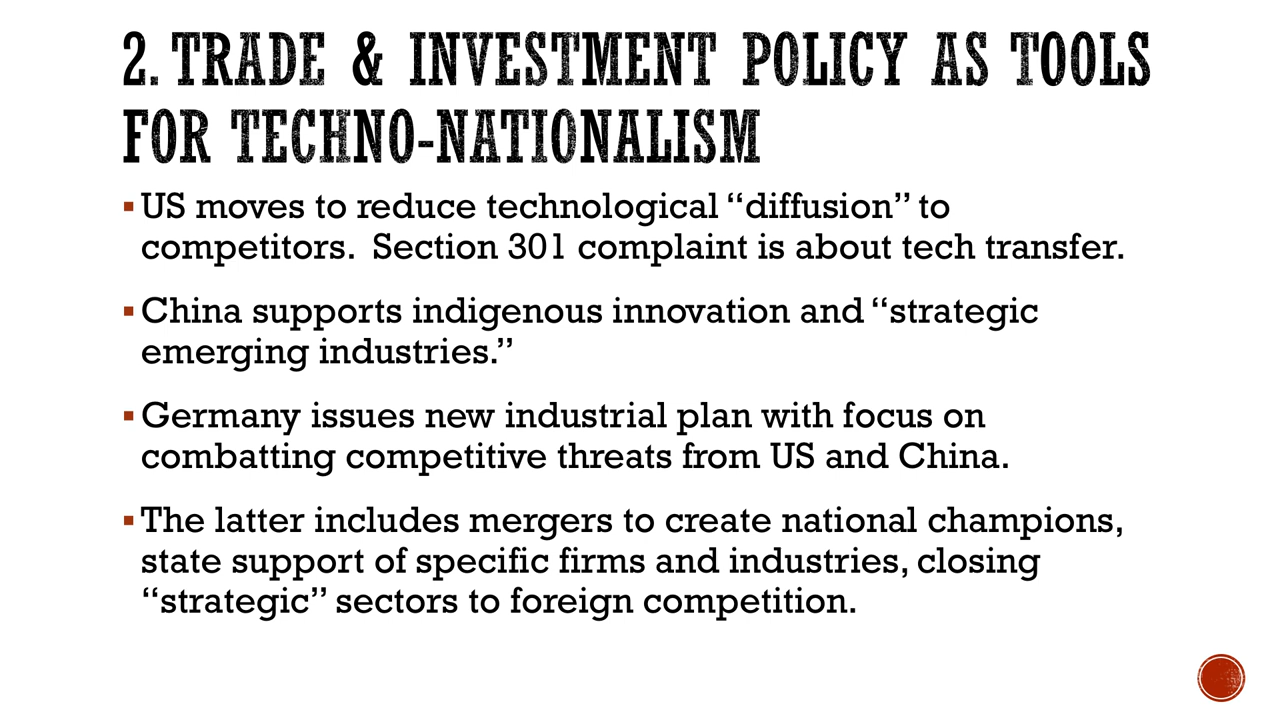 2. TRADE & INVESTMENT POLICY AS TOOLS
FOR TECHNO-NATIONALISM
▪ US moves to reduce technological “diffusion” to
competitors.  Section 301 complaint is about tech transfer.
▪ China supports indigenous innovation and “strategic
emerging industries.”
▪ Germany issues new industrial plan with focus on
combatting competitive threats from US and China.
▪ The latter includes mergers to create national champions,
state support of specific firms and industries, closing
“strategic” sectors to foreign competition.